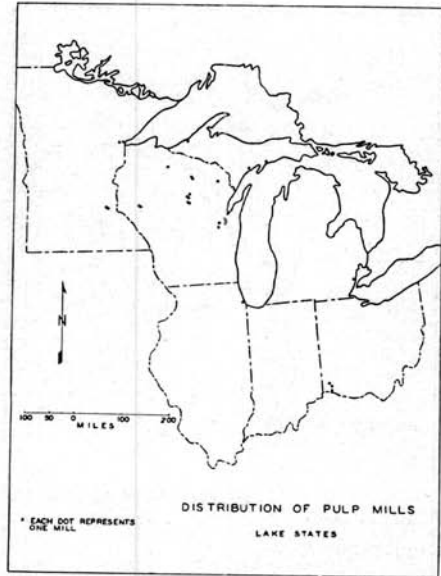 N
100 50 0 100 200
MILES
DISTRIBUTION OF PULP MILLS
LAKE STATES
* EACH DOT REPRESENTS
ONE MILL